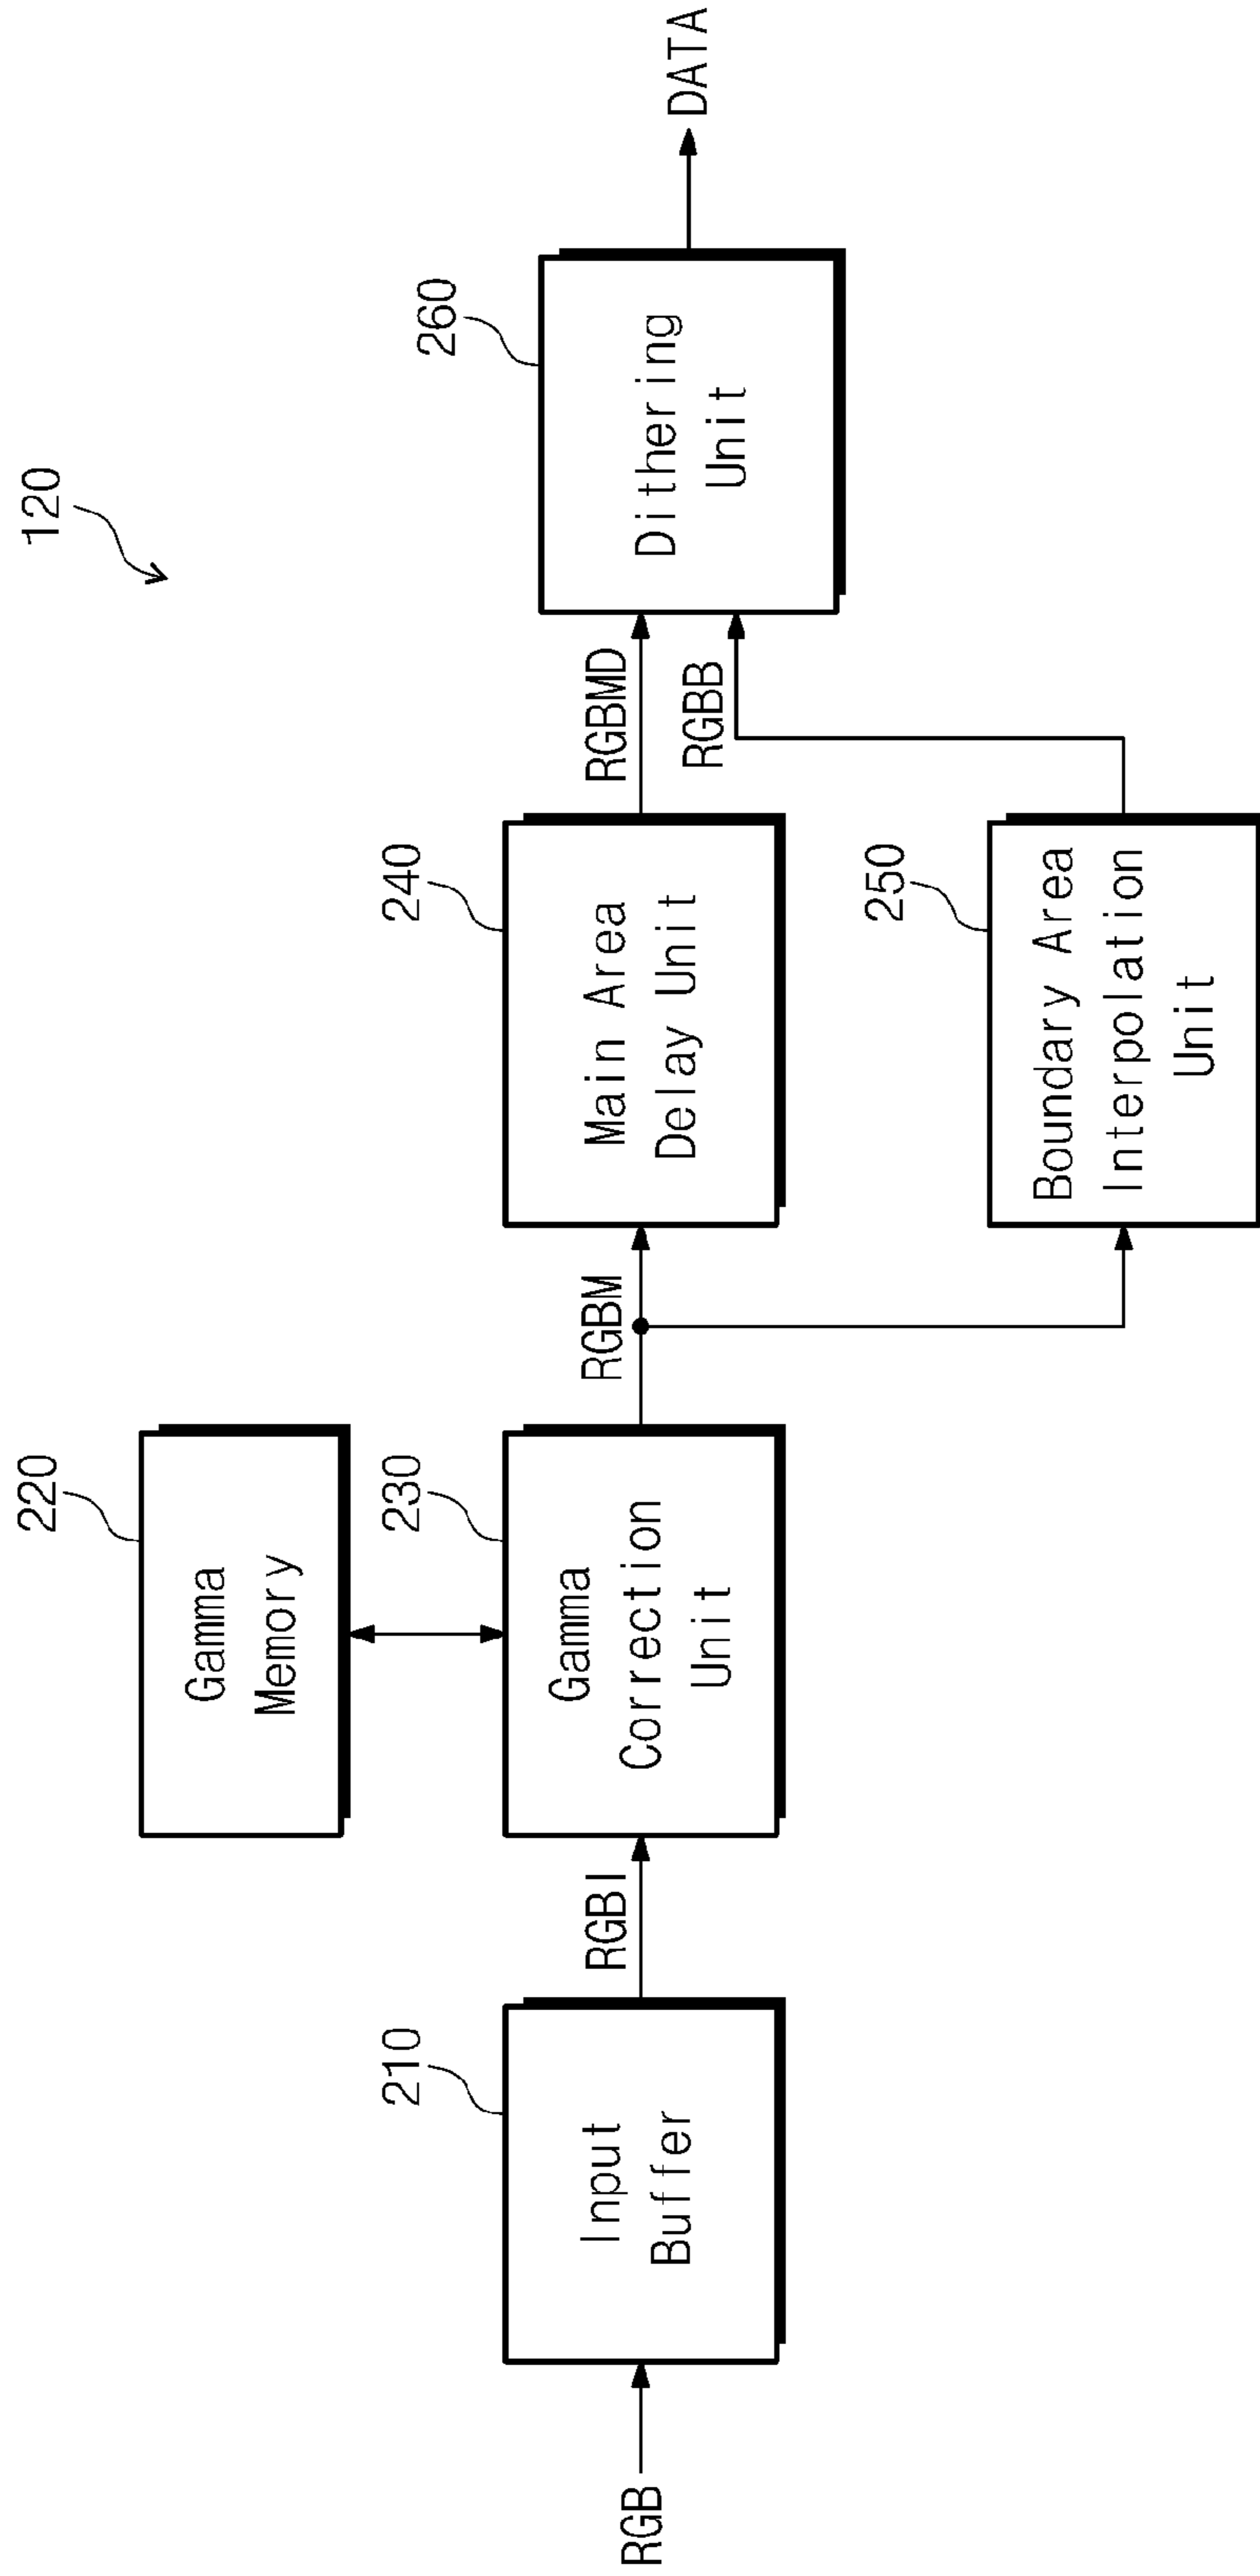 120
220
Gamma
Memory
210
230
240
260
RGB
Input
Buffer
RGBI
Gamma
Correction
Unit
RGBM
Main Area
Delay Unit
RGBMD
Dithering
Unit
DATA
RGBB
250
Boundary Area
Interpolation
Unit